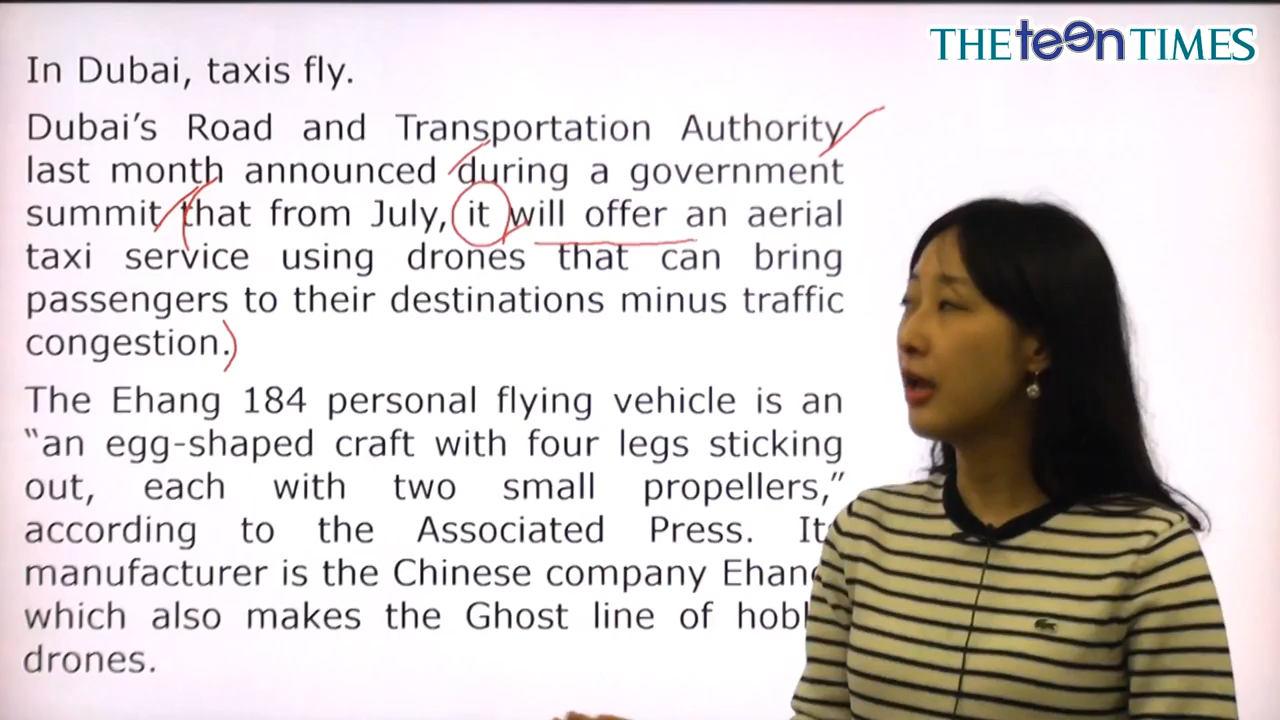 THE teen TIMES
In Dubai, taxis fly.
Dubai's Road and Transportation Authority
last month announced during a government
summit that from July, it will offer an aerial
taxi service using drones that can bring
passengers to their destinations minus traffic
congestion.
The Ehang 184 personal flying vehicle is an
“an egg-shaped craft with four legs sticking
out, each with two small propellers,”
according to the Associated Press.
manufacturer is the Chinese company
which also makes the Ghost line of
drones.